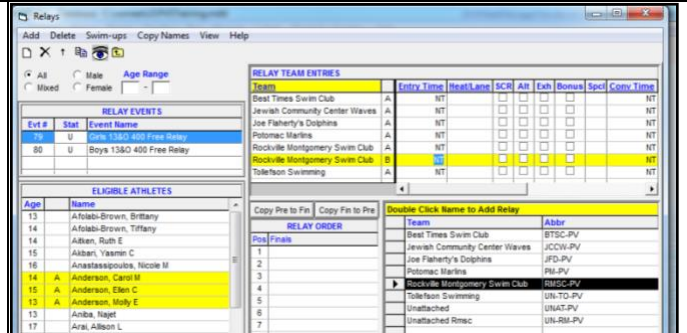 Relays
Add Delete Swim-ups Copy Names View Help
All Male Age Range
Mixed Female -
RELAY EVENTS
Evt # Stat Event Name
79 U Girls 13&O 400 Free Relay
80 U Boys 13&O 400 Free Relay
ELIGIBLE ATHLETES
Age Name
13 Afolabi-Brown, Brittany
14 Afolabi-Brown, Tiffany
14 Aitken, Ruth E
15 Akbari, Yasmin C
16 Anastassopoulos, Nicole M
14 A Anderson, Carol M
15 A Anderson, Ellen C
13 A Anderson, Molly E
13 Aniba, Najet
17 Arai, Allison L
RELAY TEAM ENTRIES
Team Entry Time Heat/Lane SCR Alt Exh Bonus Spcl Conv Time
Best Times Swim Club A NT NT
Jewish Community Center Waves A NT NT
Joe Flaherty's Dolphins A NT NT
Potomac Marlins A NT NT
Rockville Montgomery Swim Club A NT NT
Rockville Montgomery Swim Club B NT NT
Tollefson Swimming A NT NT
Copy Pre to Fin Copy Fin to Pre
RELAY ORDER
Pos Finals
1
2
3
4
5
6
7
Double Click Name to Add Relay
Team Abbr
Best Times Swim Club BTSC-PV
Jewish Community Center Waves JCCW-PV
Joe Flaherty's Dolphins JFD-PV
Potomac Marlins PM-PV
Rockville Montgomery Swim Club RMSC-PV
Tollefson Swimming UN-TO-PV
Unattached UNAT-PV
Unattached Rmsc UN-RM-PV